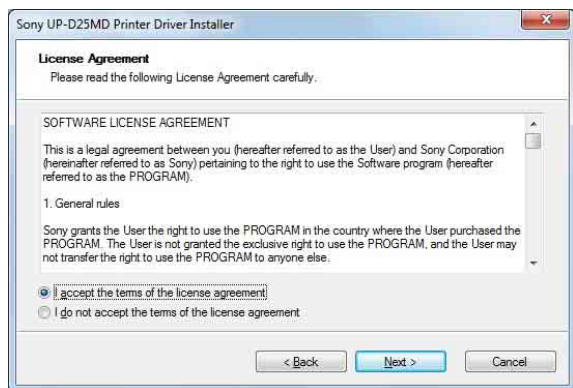 Sony UP-D25MD Printer Driver Installer
License Agreement
Please read the following License Agreement carefully.
SOFTWARE LICENSE AGREEMENT
This is a legal agreement between you (hereafter referred to as the User) and Sony Corporation
(hereinafter referred to as Sony) pertaining to the right to use the Software program (hereafter
referred to as the PROGRAM).
1. General rules
Sony grants the User the right to use the PROGRAM in the country where the User purchased the
PROGRAM. The User is not granted the exclusive right to use the PROGRAM, and the User may
not transfer the right to use the PROGRAM to anyone else.
I accept the terms of the license agreement
I do not accept the terms of the license agreement
< Back
Next >
Cancel